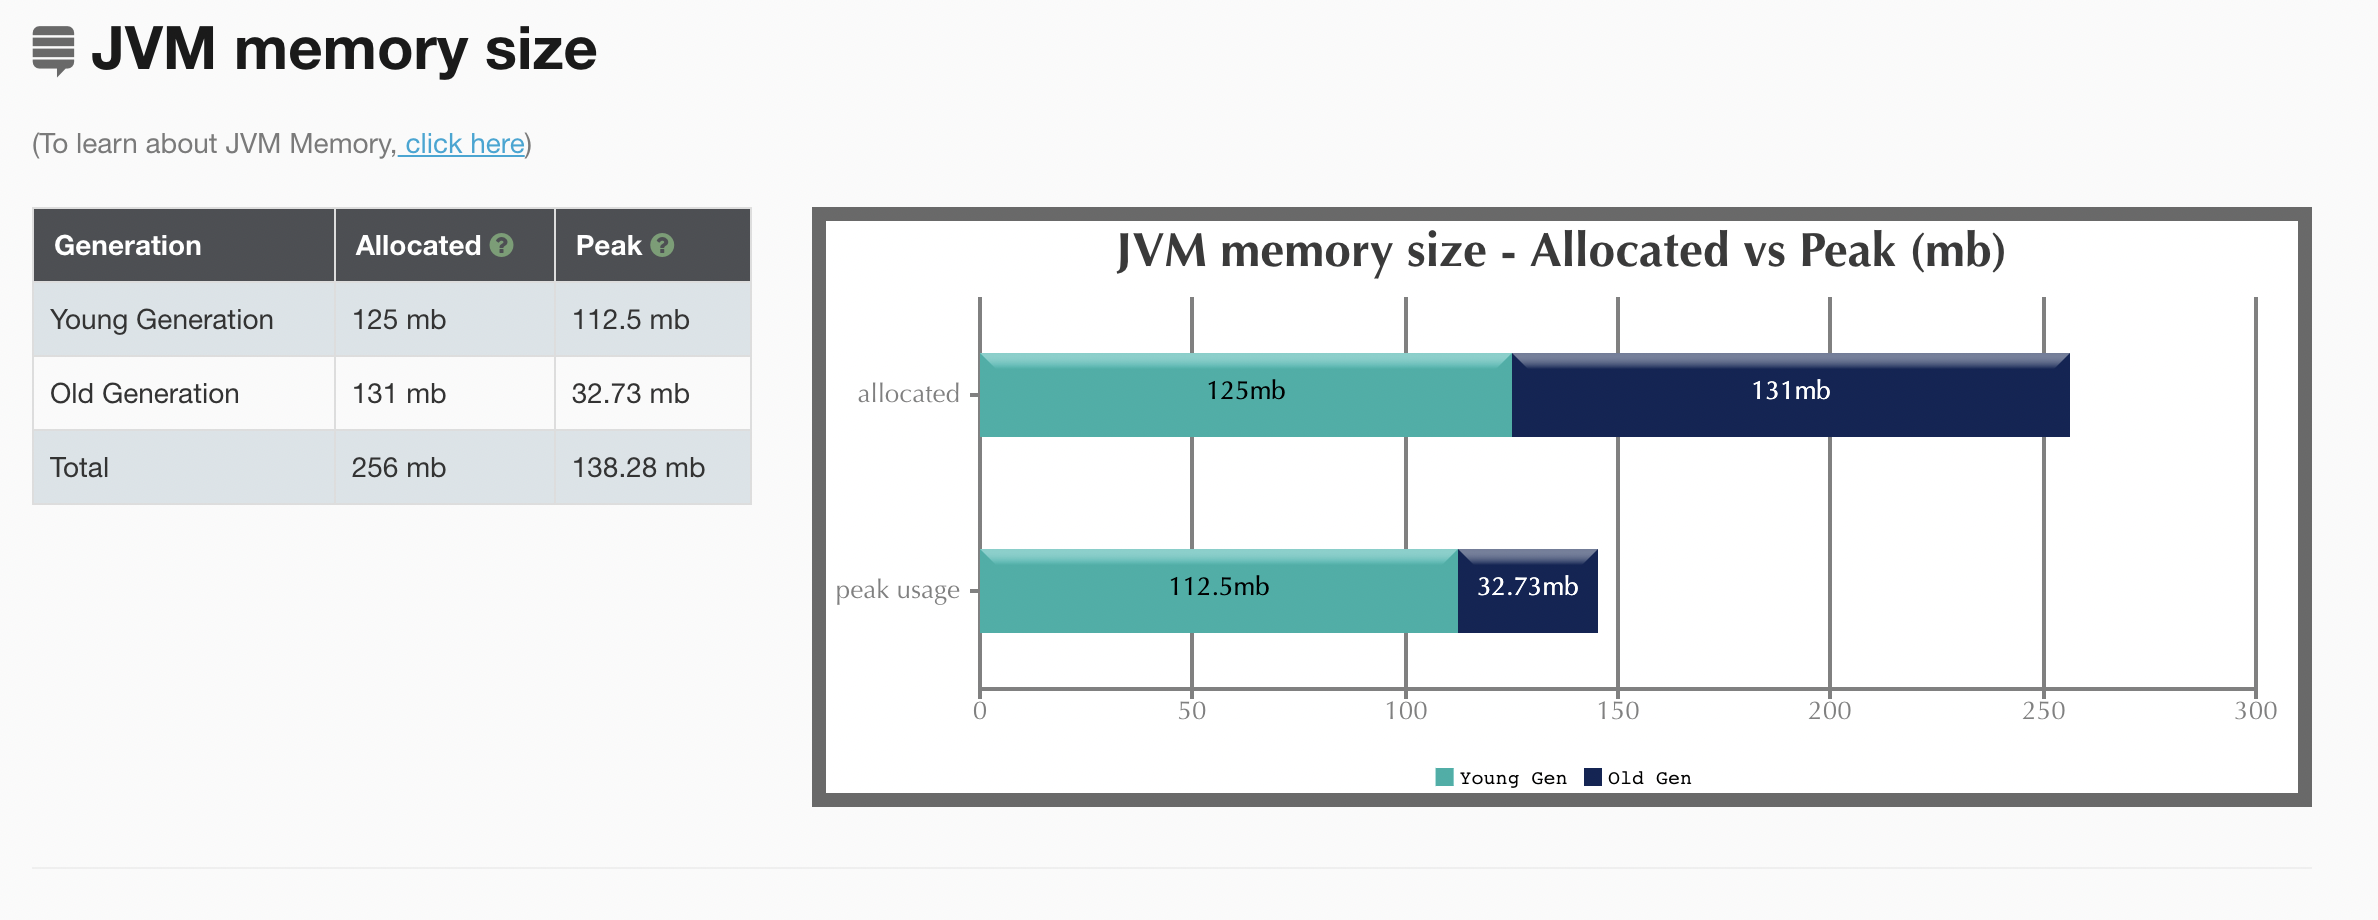 JVM memory size
(To learn about JVM Memory, click here)
Generation Allocated ? Peak ?
Young Generation 125 mb 112.5 mb
Old Generation 131 mb 32.73 mb
Total 256 mb 138.28 mb
JVM memory size - Allocated vs Peak (mb)
allocated 125mb 131mb
peak usage 112.5mb 32.73mb
0 50 100 150 200 250 300
Young Gen Old Gen